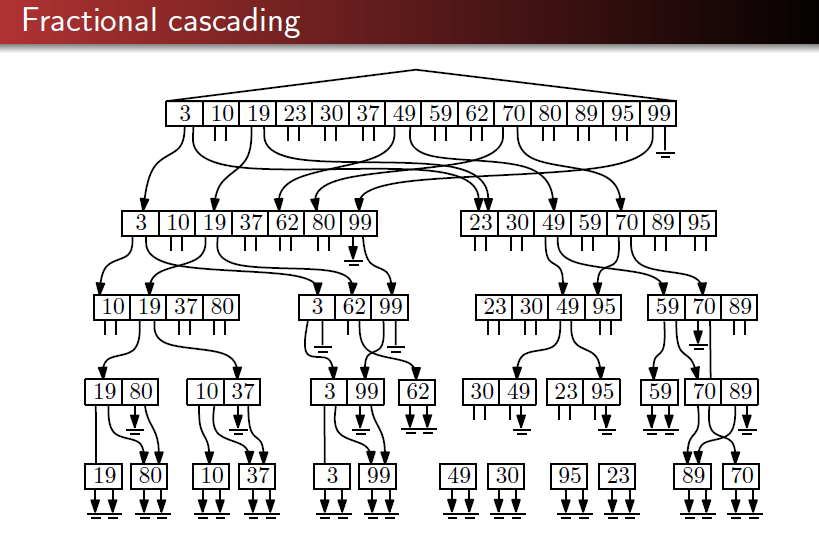 Fractional cascading
3 10 19 23 30 37 49 59 62 70 80 89 95 99
3 10 19 37 62 80 99 23 30 49 59 70 89 95
10 19 37 80 3 62 99 23 30 49 95 59 70 89
19 80 10 37 3 99 62 30 49 23 95 59 70 89
19 80 10 37 3 99 49 30 95 23 89 70